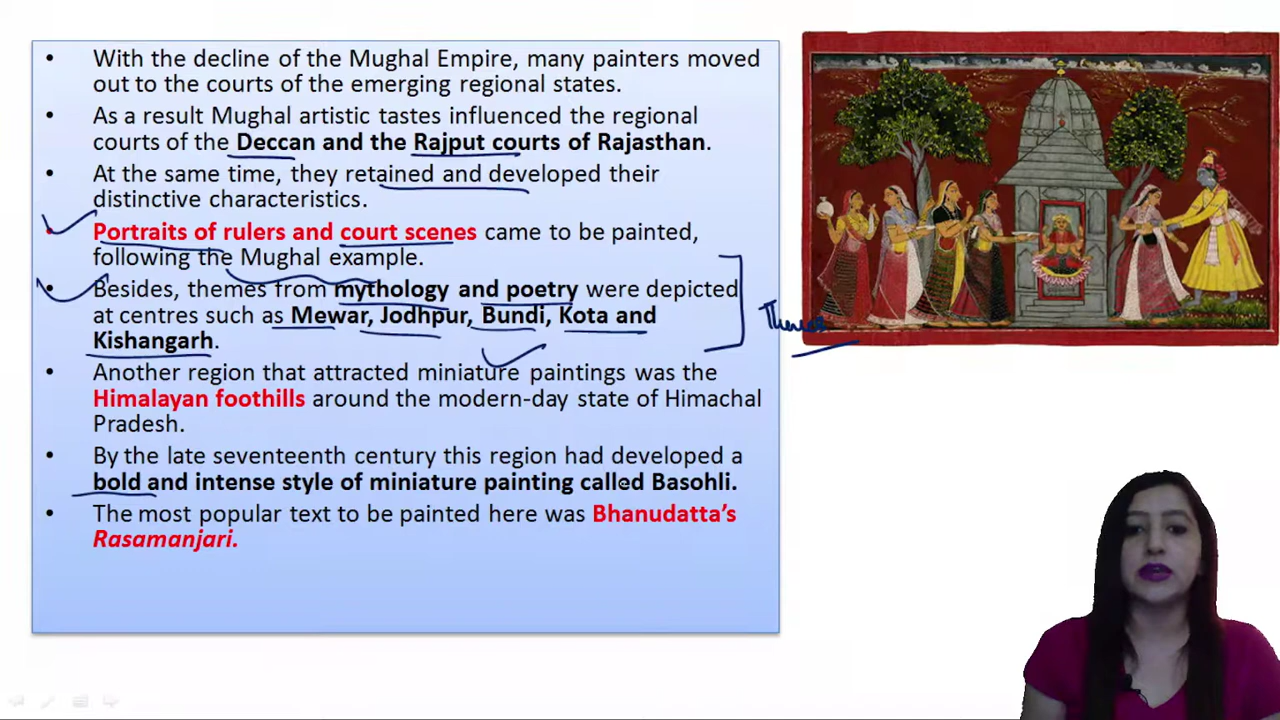 • With the decline of the Mughal Empire, many painters moved
out to the courts of the emerging regional states.
• As a result Mughal artistic tastes influenced the regional
courts of the Deccan and the Rajput courts of Rajasthan.
• At the same time, they retained and developed their
distinctive characteristics.
• Portraits of rulers and court scenes came to be painted,
following the Mughal example.
• Besides, themes from mythology and poetry were depicted
at centres such as Mewar, Jodhpur, Bundi, Kota and
Kishangarh.
Themes
• Another region that attracted miniature paintings was the
Himalayan foothills around the modern-day state of Himachal
Pradesh.
• By the late seventeenth century this region had developed a
bold and intense style of miniature painting called Basohli.
• The most popular text to be painted here was Bhanudatta’s
Rasamanjari.